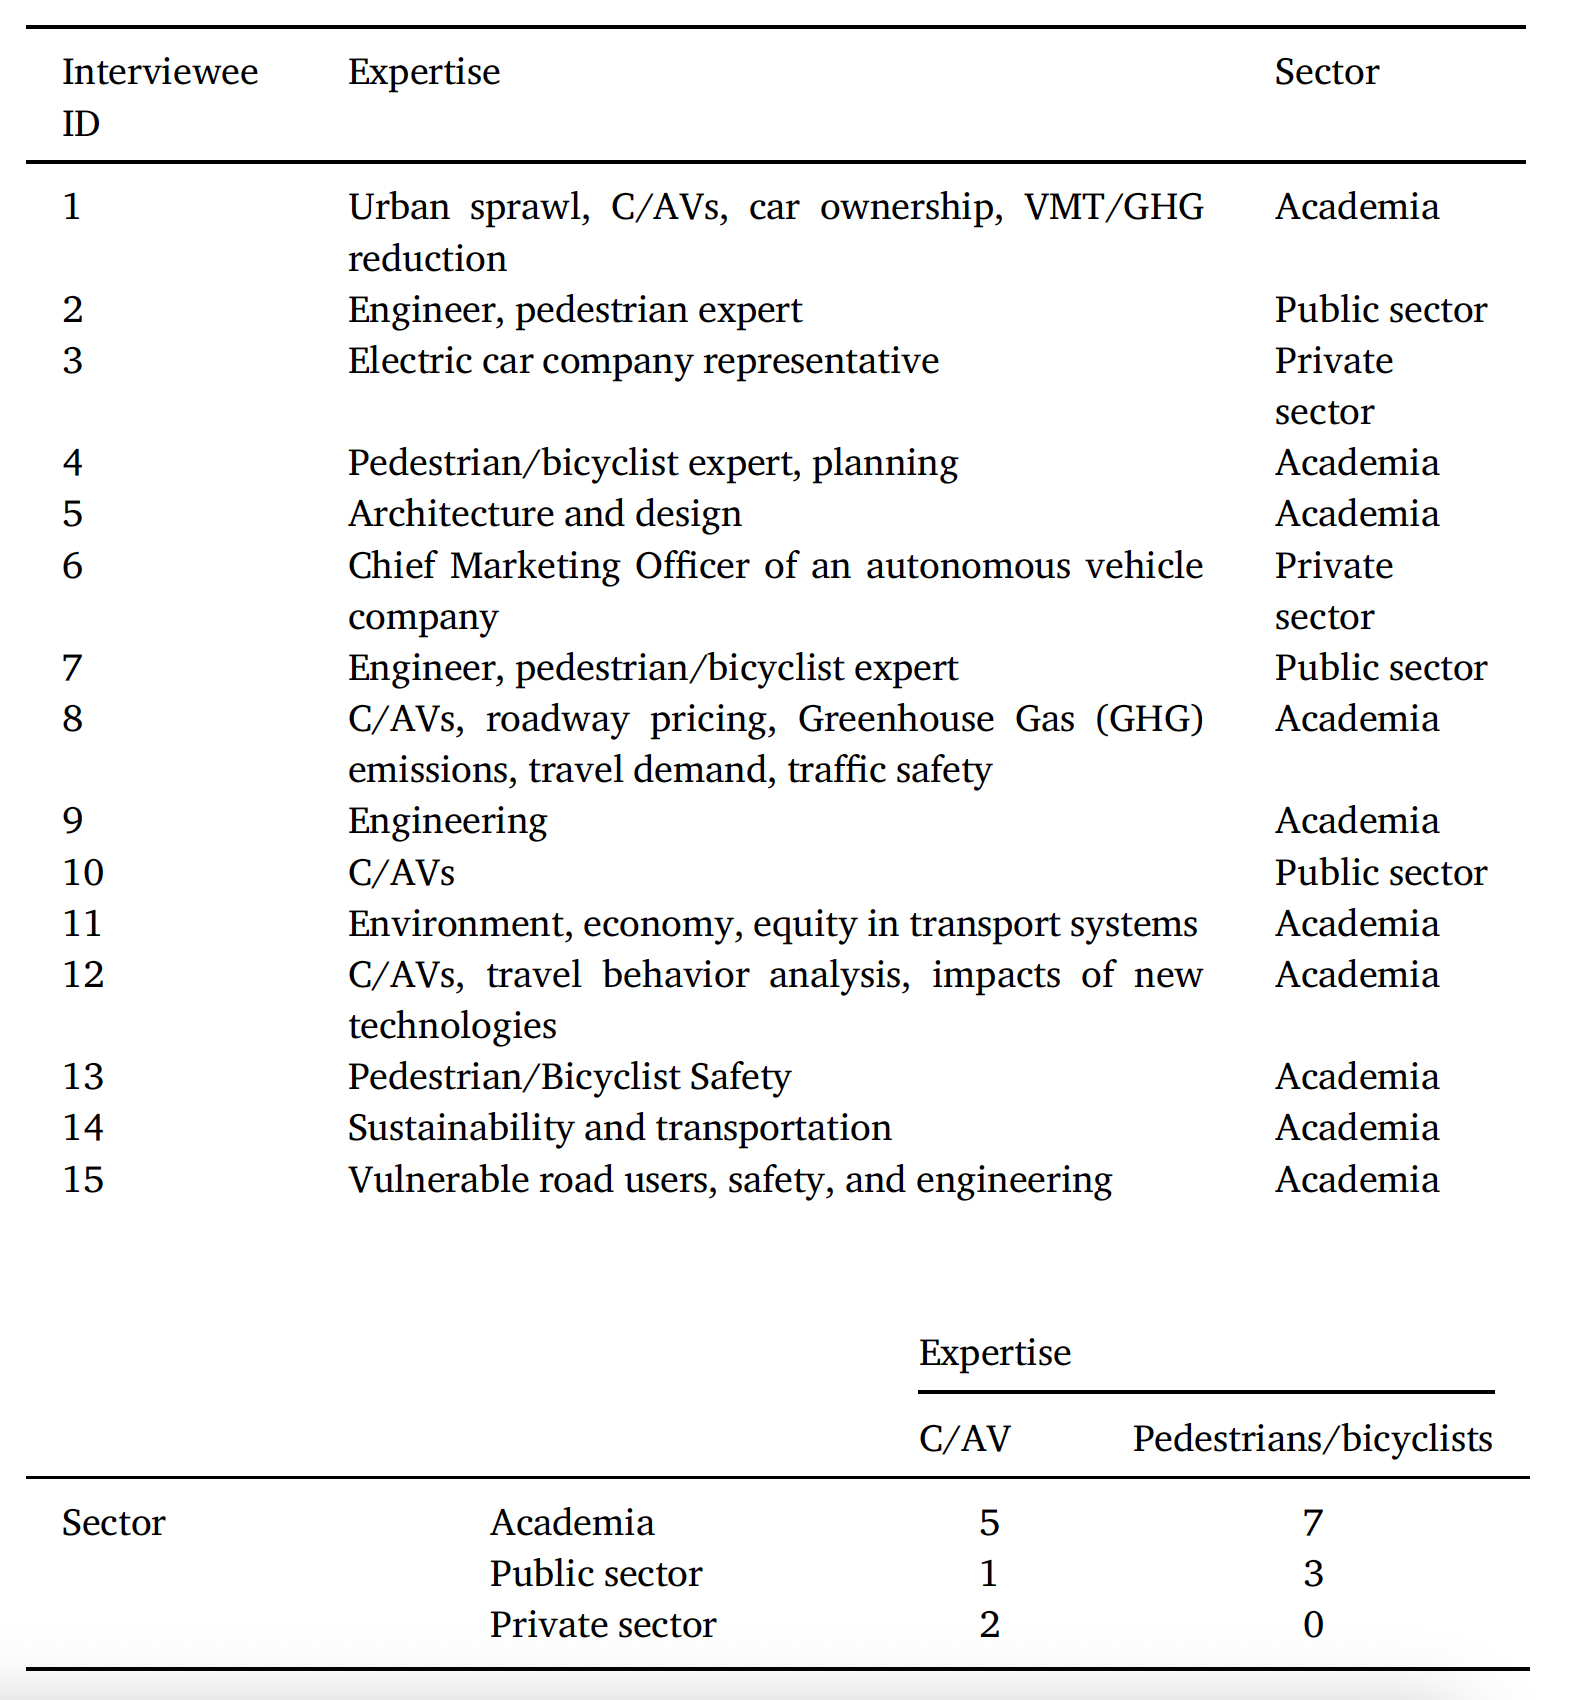 Interviewee Expertise Sector
ID
1 Urban sprawl, C/AVs, car ownership, VMT/GHG Academia
reduction
2 Engineer, pedestrian expert Public sector
3 Electric car company representative Private
sector
4 Pedestrian/bicyclist expert, planning Academia
5 Architecture and design Academia
6 Chief Marketing Officer of an autonomous vehicle Private
company sector
7 Engineer, pedestrian/bicyclist expert Public sector
8 C/AVs, roadway pricing, Greenhouse Gas (GHG) Academia
emissions, travel demand, traffic safety
9 Engineering Academia
10 C/AVs Public sector
11 Environment, economy, equity in transport systems Academia
12 C/AVs, travel behavior analysis, impacts of new Academia
technologies
13 Pedestrian/Bicyclist Safety Academia
14 Sustainability and transportation Academia
15 Vulnerable road users, safety, and engineering Academia
Expertise
C/AV Pedestrians/bicyclists
Sector Academia 5 7
Public sector 1 3
Private sector 2 0